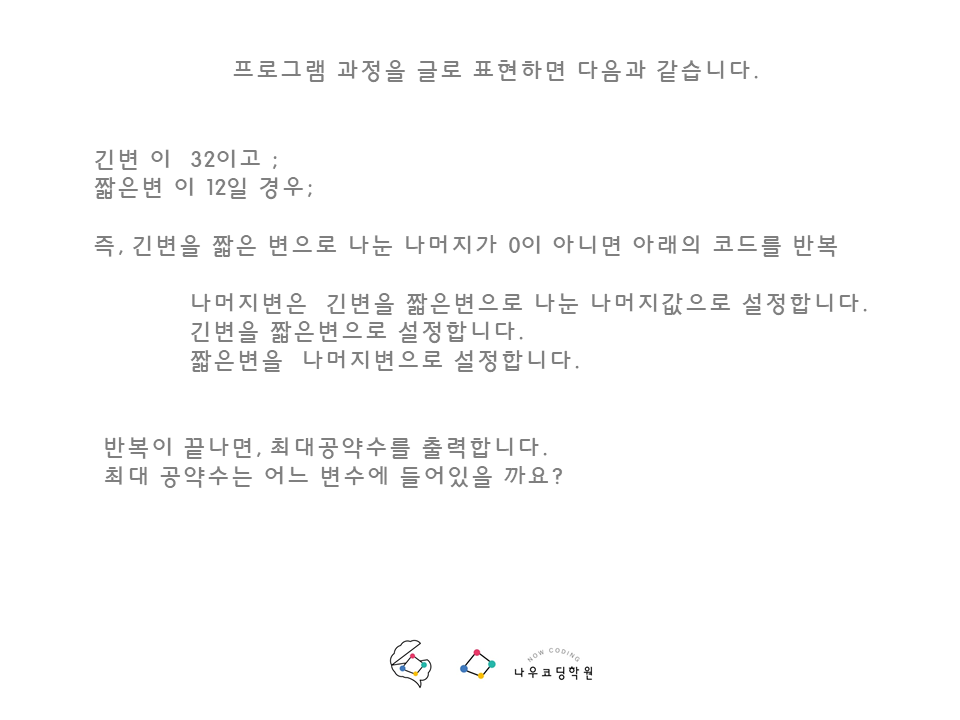 프로그램 과정을 글로 표현하면 다음과 같습니다.
긴변 이  32이고 ;
짧은변 이 12일 경우;
즉, 긴변을 짧은 변으로 나눈 나머지가 0이 아니면 아래의 코드를 반복
나머지변은  긴변을 짧은변으로 나눈 나머지값으로 설정합니다.
긴변을 짧은변으로 설정합니다.
짧은변을  나머지변으로 설정합니다.
반복이 끝나면, 최대공약수를 출력합니다.
최대 공약수는 어느 변수에 들어있을 까요?
NOW CODING
나우코딩학원